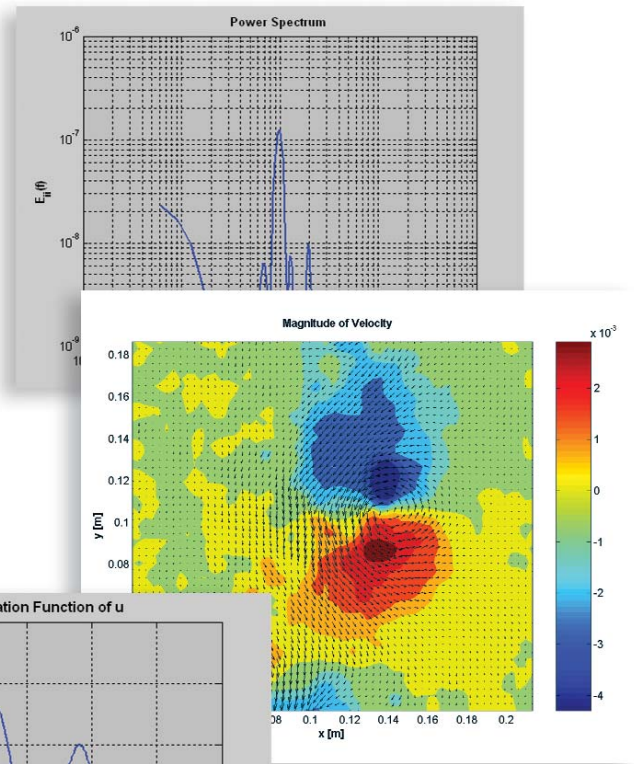 Power Spectrum
10-6
10-7
E_ii(f)
10-8
10-9
Magnitude of Velocity
x 10-3
0.18
0.16
0.14
0.12
0.1
0.08
y [m]
2
1
0
-1
-2
-3
-4
0.1 0.12 0.14 0.16 0.18 0.2
x [m]
Function of u